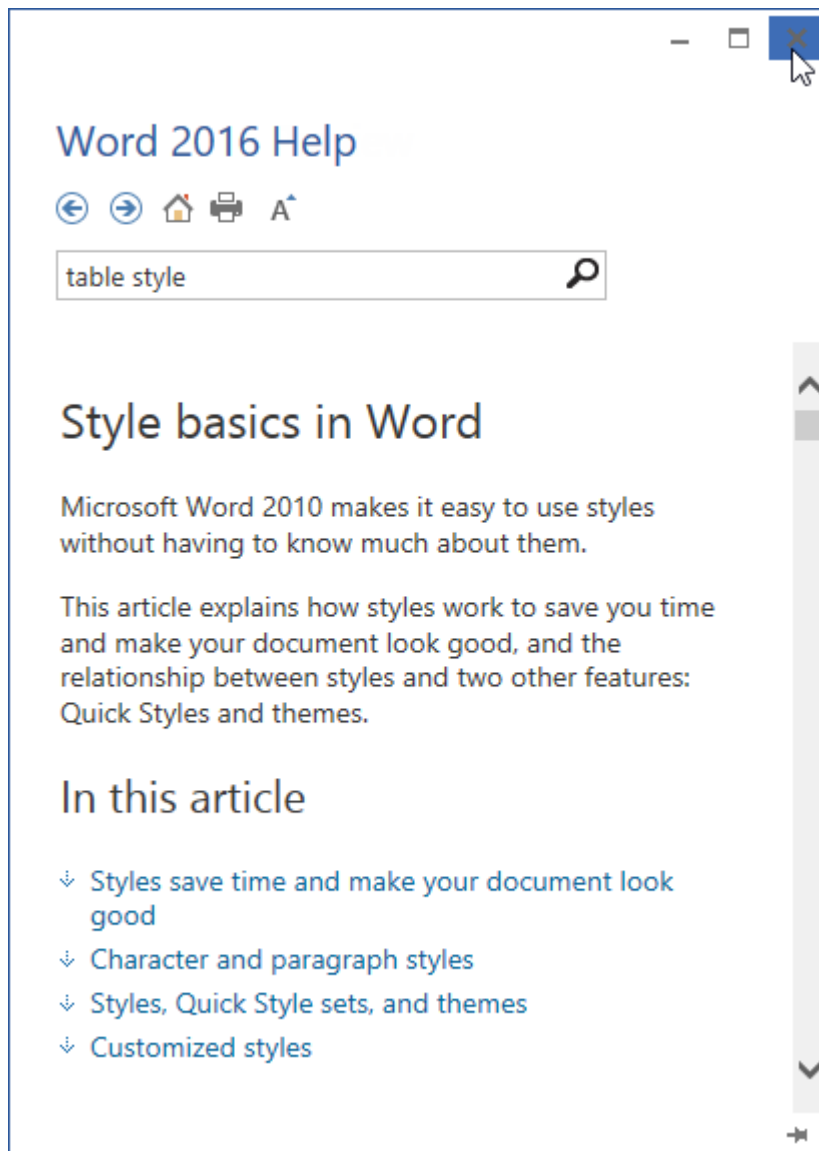 Word 2016 Help
A
table style
Style basics in Word
Microsoft Word 2010 makes it easy to use styles
without having to know much about them.
This article explains how styles work to save you time
and make your document look good, and the
relationship between styles and two other features:
Quick Styles and themes.
In this article
Styles save time and make your document look
good
Character and paragraph styles
Styles, Quick Style sets, and themes
Customized styles